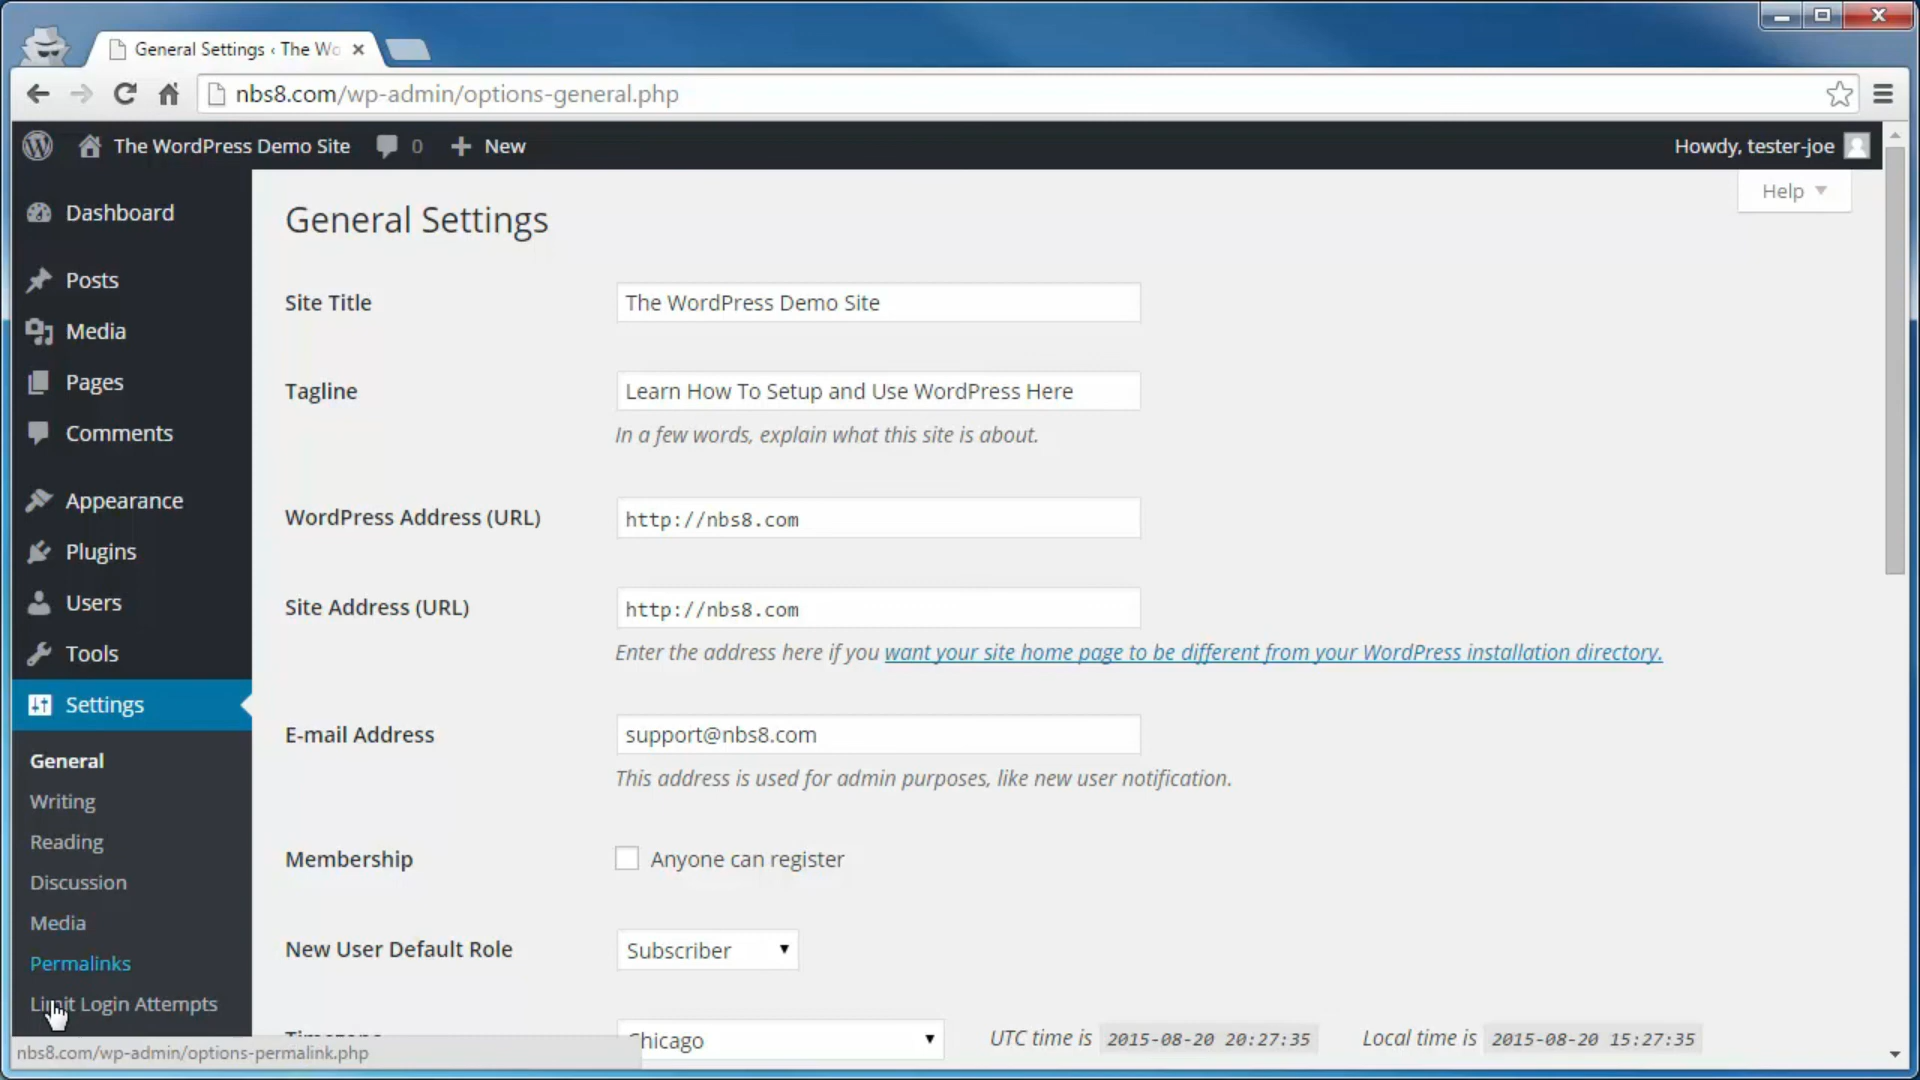 General Settings ‹ The Wo
nbs8.com/wp-admin/options-general.php
The WordPress Demo Site 0 New
Howdy, tester-joe
Help
Dashboard
Posts
Media
Pages
Comments
Appearance
Plugins
Users
Tools
Settings
General
Writing
Reading
Discussion
Media
Permalinks
Limit Login Attempts
General Settings
Site Title The WordPress Demo Site
Tagline Learn How To Setup and Use WordPress Here
In a few words, explain what this site is about.
WordPress Address (URL) http://nbs8.com
Site Address (URL) http://nbs8.com
Enter the address here if you want your site home page to be different from your WordPress installation directory.
E-mail Address support@nbs8.com
This address is used for admin purposes, like new user notification.
Membership Anyone can register
New User Default Role Subscriber
Timezone Chicago UTC time is 2015-08-20 20:27:35 Local time is 2015-08-20 15:27:35
nbs8.com/wp-admin/options-permalink.php